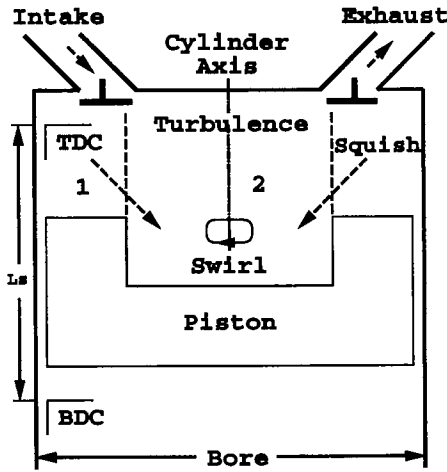 Intake
Exhaust
Cylinder
Axis
Turbulence
TDC
Squish
1
2
Ls
Swirl
Piston
BDC
Bore